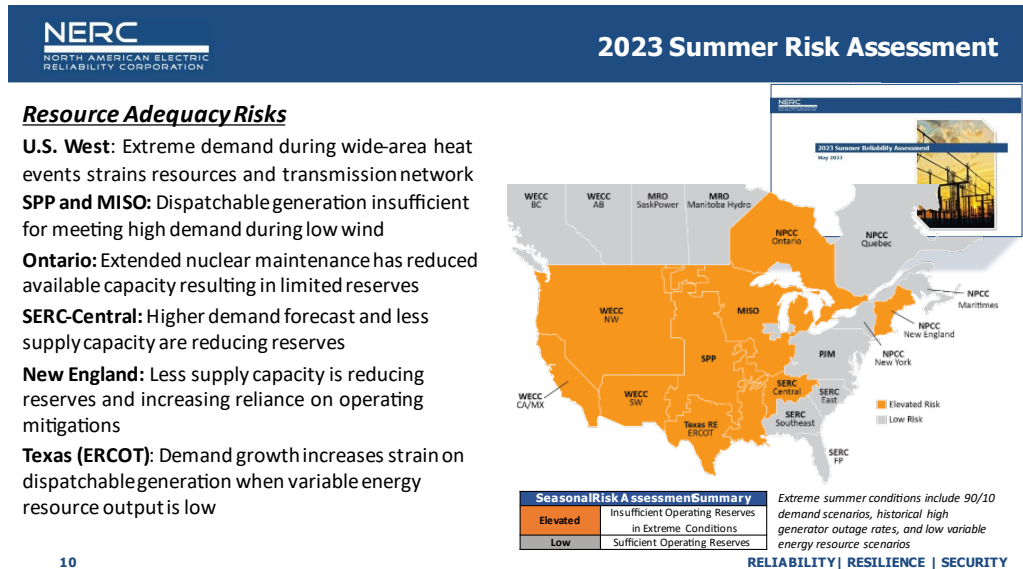 NERC
NORTH AMERICAN ELECTRIC
RELIABILITY CORPORATION
2023 Summer Risk Assessment
Resource Adequacy Risks
U.S. West: Extreme demand during wide-area heat
events strains resources and transmission network
SPP and MISO: Dispatchable generation insufficient
for meeting high demand during low wind
Ontario: Extended nuclear maintenance has reduced
available capacity resulting in limited reserves
SERC-Central: Higher demand forecast and less
supply capacity are reducing reserves
New England: Less supply capacity is reducing
reserves and increasing reliance on operating
mitigations
Texas (ERCOT): Demand growth increases strain on
dispatchable generation when variable energy
resource output is low
NERC
2023 Summer Reliability Assessment
May 2023
WECC
BC
WECC
AB
MRO
SaskPower
MRO
Manitoba Hydro
NPCC
Ontario
NPCC
Quebec
NPCC
Maritimes
NPCC
New England
NPCC
New York
WECC
NW
MISO
SPP
PJM
WECC
CA/MX
WECC
SW
SERC
Central
SERC
East
SERC
Southeast
Texas RE
ERCOT
SERC
FP
Elevated Risk
Low Risk
Seasonal Risk Assessment Summary
Elevated
Insufficient Operating Reserves
in Extreme Conditions
Low
Sufficient Operating Reserves
Extreme summer conditions include 90/10
demand scenarios, historical high
generator outage rates, and low variable
energy resource scenarios
10
RELIABILITY | RESILIENCE | SECURITY